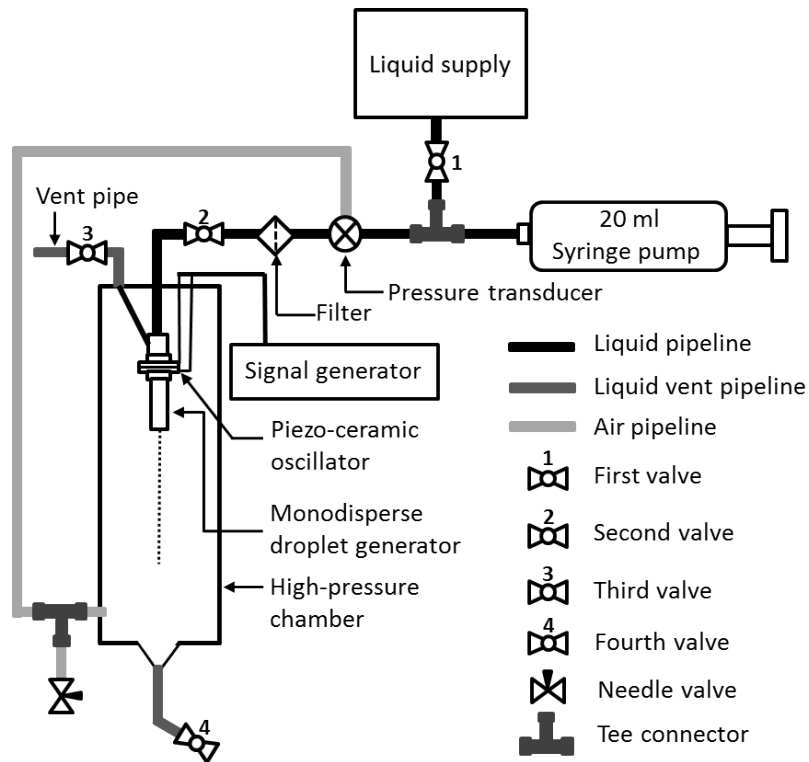 Liquid supply
1
Vent pipe
3
2
20 ml
Syringe pump
Pressure transducer
Filter
Signal generator
Piezo-ceramic
oscillator
Monodisperse
droplet generator
High-pressure
chamber
4
Liquid pipeline
Liquid vent pipeline
Air pipeline
1
First valve
2
Second valve
3
Third valve
4
Fourth valve
Needle valve
Tee connector